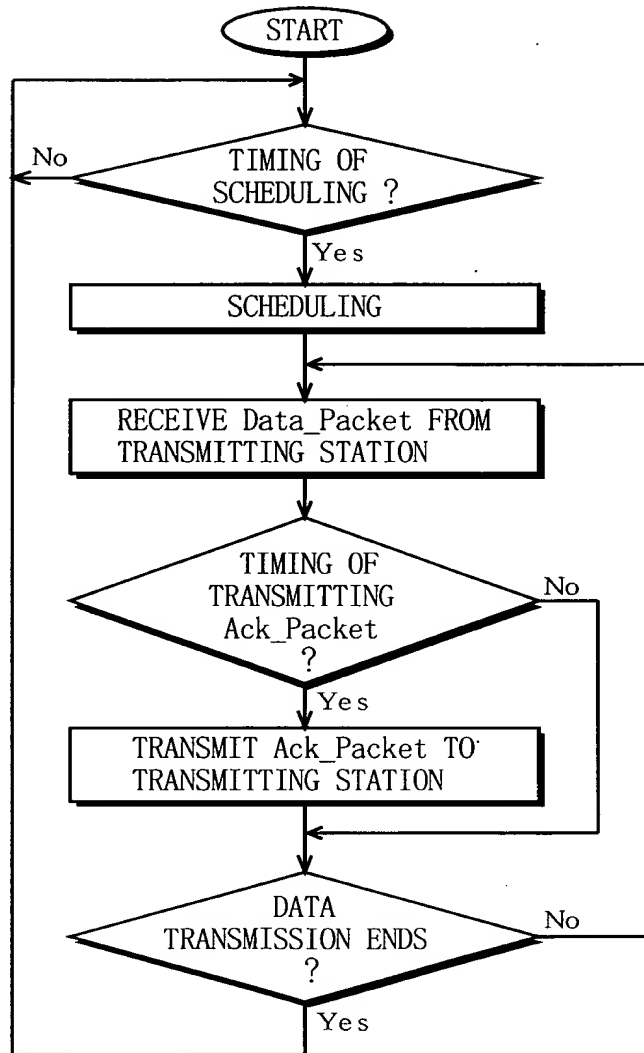 START
No
TIMING OF
SCHEDULING ?
Yes
SCHEDULING
RECEIVE Data_Packet FROM
TRANSMITTING STATION
TIMING OF
TRANSMITTING
Ack_Packet
?
No
Yes
TRANSMIT Ack_Packet TO
TRANSMITTING STATION
DATA
TRANSMISSION ENDS
?
No
Yes